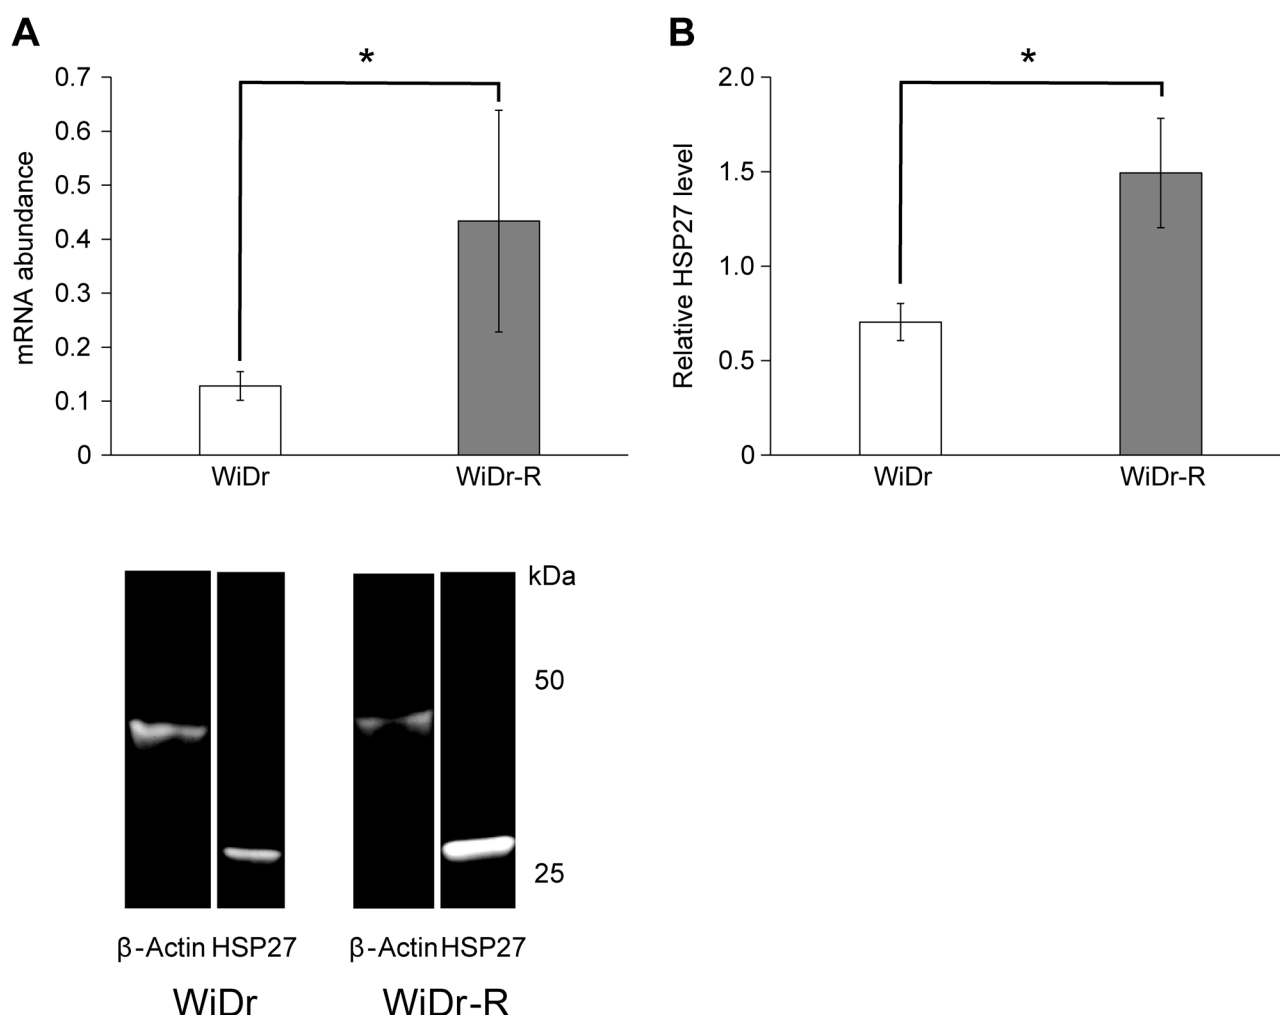 A
*
0.7
0.6
0.5
0.4
0.3
0.2
0.1
0
mRNA abundance
WiDr WiDr-R
B
*
2.0
1.5
1.0
0.5
0
Relative HSP27 level
WiDr WiDr-R
kDa
50
25
β-Actin HSP27 β-Actin HSP27
WiDr WiDr-R